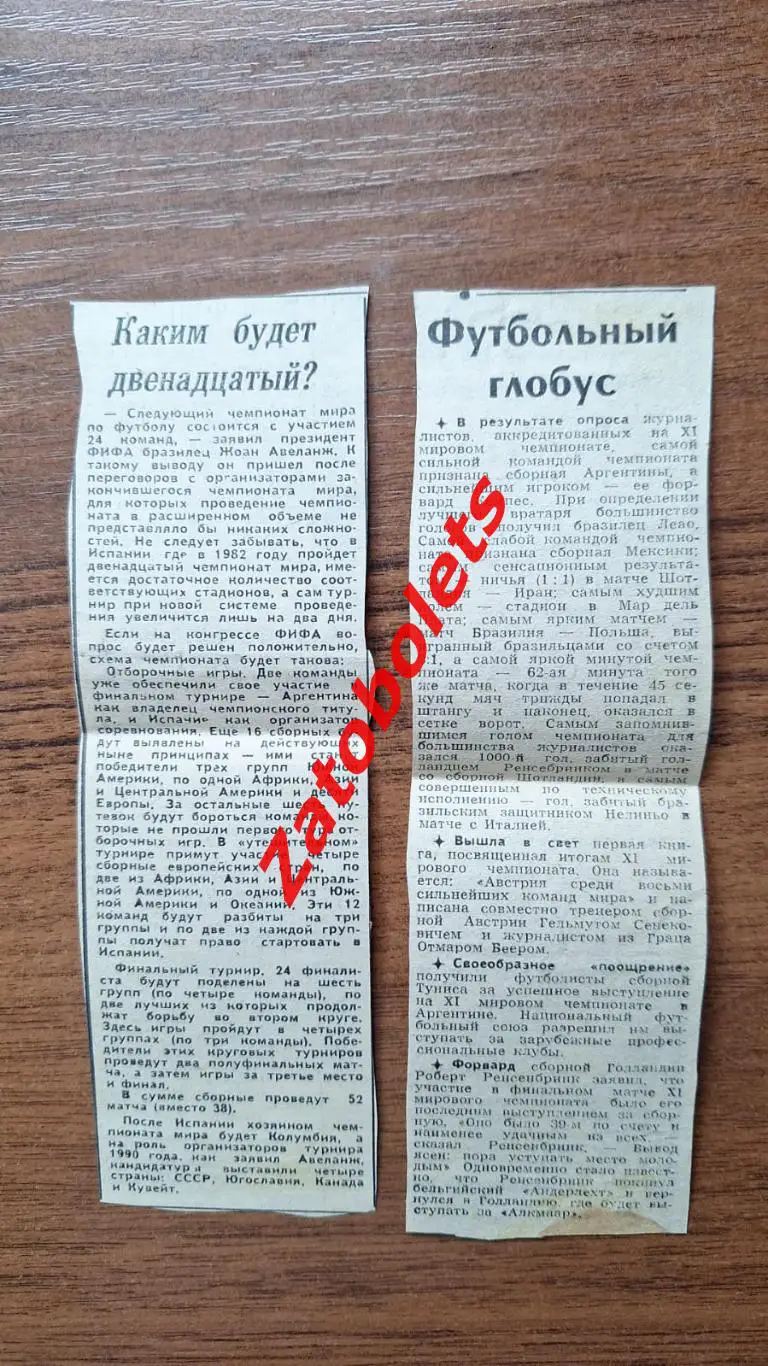 Каким будет
двенадцатый?
— Следующий чемпионат мира
по футболу состоится с участием
24 команд, — заявил президент
ФИФА бразилец Жоан Авеланж. К
такому выводу он пришел после
переговоров с организаторами за-
кончившегося чемпионата мира,
для которых проведение чемпио-
ната в расширенном объеме не
представляло бы никаких слож-
ностей. Не следует забывать, что в
Испании где в 1982 году пройдет
двенадцатый чемпионат мира, име-
ется достаточное количество соот-
ветствующих стадионов, а сам тур-
нир при новой системе проведе-
ния увеличится лишь на два дня.
Если на конгрессе ФИФА во-
прос будет решен положительно,
схема чемпионата будет такова:
Отборочные игры. Две команды
уже обеспечили свое участие в
финальном турнире — Аргентина
как владелец чемпионского титу-
ла, и Испания как организатор
соревнования. Еще 16 сборных
дут выявлены на действующих
ныне принципах — ими стан
победители трех групп Южной
Америки, по одной Африки, Азии
и Центральной Америки и
Европы. За остальные шесть
тевок будут бороться
торые не прошли от-
борочных игр. В
турнире примут четыре
сборные европейских стран, по
две из Африки, Азии и Централь-
ной Америки, по одной из Юж-
ной Америки и Океании. Эти 12
команд будут разбиты на три
группы и по две из каждой груп-
пы получат право стартовать в
Испании.
Финальный турнир. 24 финали-
ста будут поделены на шесть
групп (по четыре команды), по
две лучших из которых продол-
жат борьбу во втором круге.
Здесь игры пройдут в четырех
группах (по три команды). Побе-
дители этих круговых турниров
проведут два полуфинальных мат-
ча, а затем игры за третье место
и финал.
В сумме сборные проведут 52
матча (вместо 38).
После Испании хозяином чем-
пионата мира будет Колумбия, а
на роль организаторов турнира
1990 года, как заявил Авеланж,
кандидатуры выставили четыре
страны: СССР, Югославия, Канада
и Кувейт.
Футбольный
глобус
✦ В результате опроса журна-
листов, аккредитованных на XI
мировом чемпионате, самой
сильной командой чемпионата
признана сборная Аргентины, а
сильнейшим игроком — ее фор-
вард При определении
лучшего вратаря большинство
голосов получил бразилец Леао.
слабой командой чемпио-
признана сборная Мексики;
сенсационным результа-
ничья (1 : 1) в матче Шот-
— Иран; самым худшим
полем — стадион в Мар дель
самым ярким матчем —
матч Бразилия — Польша, вы-
игранный бразильцами со счетом
а самой яркой минутой чем-
пионата — 62-ая минута того
же матча, когда в течение 45 се-
кунд мяч трижды попадал в
штангу и наконец оказался в
сетке ворот. Самым запомнив-
шимся голом чемпионата для
большинства журналистов ока-
зался 1000-й гол, забитый гол-
ландцем Ренсенбринком в матче
со сборной Шотландии, и самым
совершенным по техническому
исполнению — гол, забитый бра-
зильским защитником Нелиньо в
матче с Италией.
✦ Вышла в свет первая кни-
га, посвященная итогам XI ми-
рового чемпионата. Она называ-
ется: «Австрия среди восьми
сильнейших команд мира» и на-
писана совместно тренером сбор-
ной Австрии Гельмутом Сенеко-
вичем и журналистом из Граца
Отмаром Беером.
✦ Своеобразное «поощрение»
получили футболисты сборной
Туниса за успешное выступление
на XI мировом чемпионате в
Аргентине. Национальный фут-
больный союз разрешил им вы-
ступать за зарубежные профес-
сиональные клубы.
✦ Форвард сборной Голландии
Роберт Ренсенбринк заявил, что
участие в финальном матче XI
мирового чемпионата было его
последним выступлением за сбор-
ную, «Оно было 39-м по счету и
наименее удачным из всех, —
сказал Ренсенбринк. — Вывод
ясен: пора уступать место моло-
дым» Одновременно стало извест-
но, что Ренсенбринк покинул
бельгийский «Андерлехт» и вер-
нулся в Голландию, где будет вы-
ступать за «Алкмаар».
Zatobolets